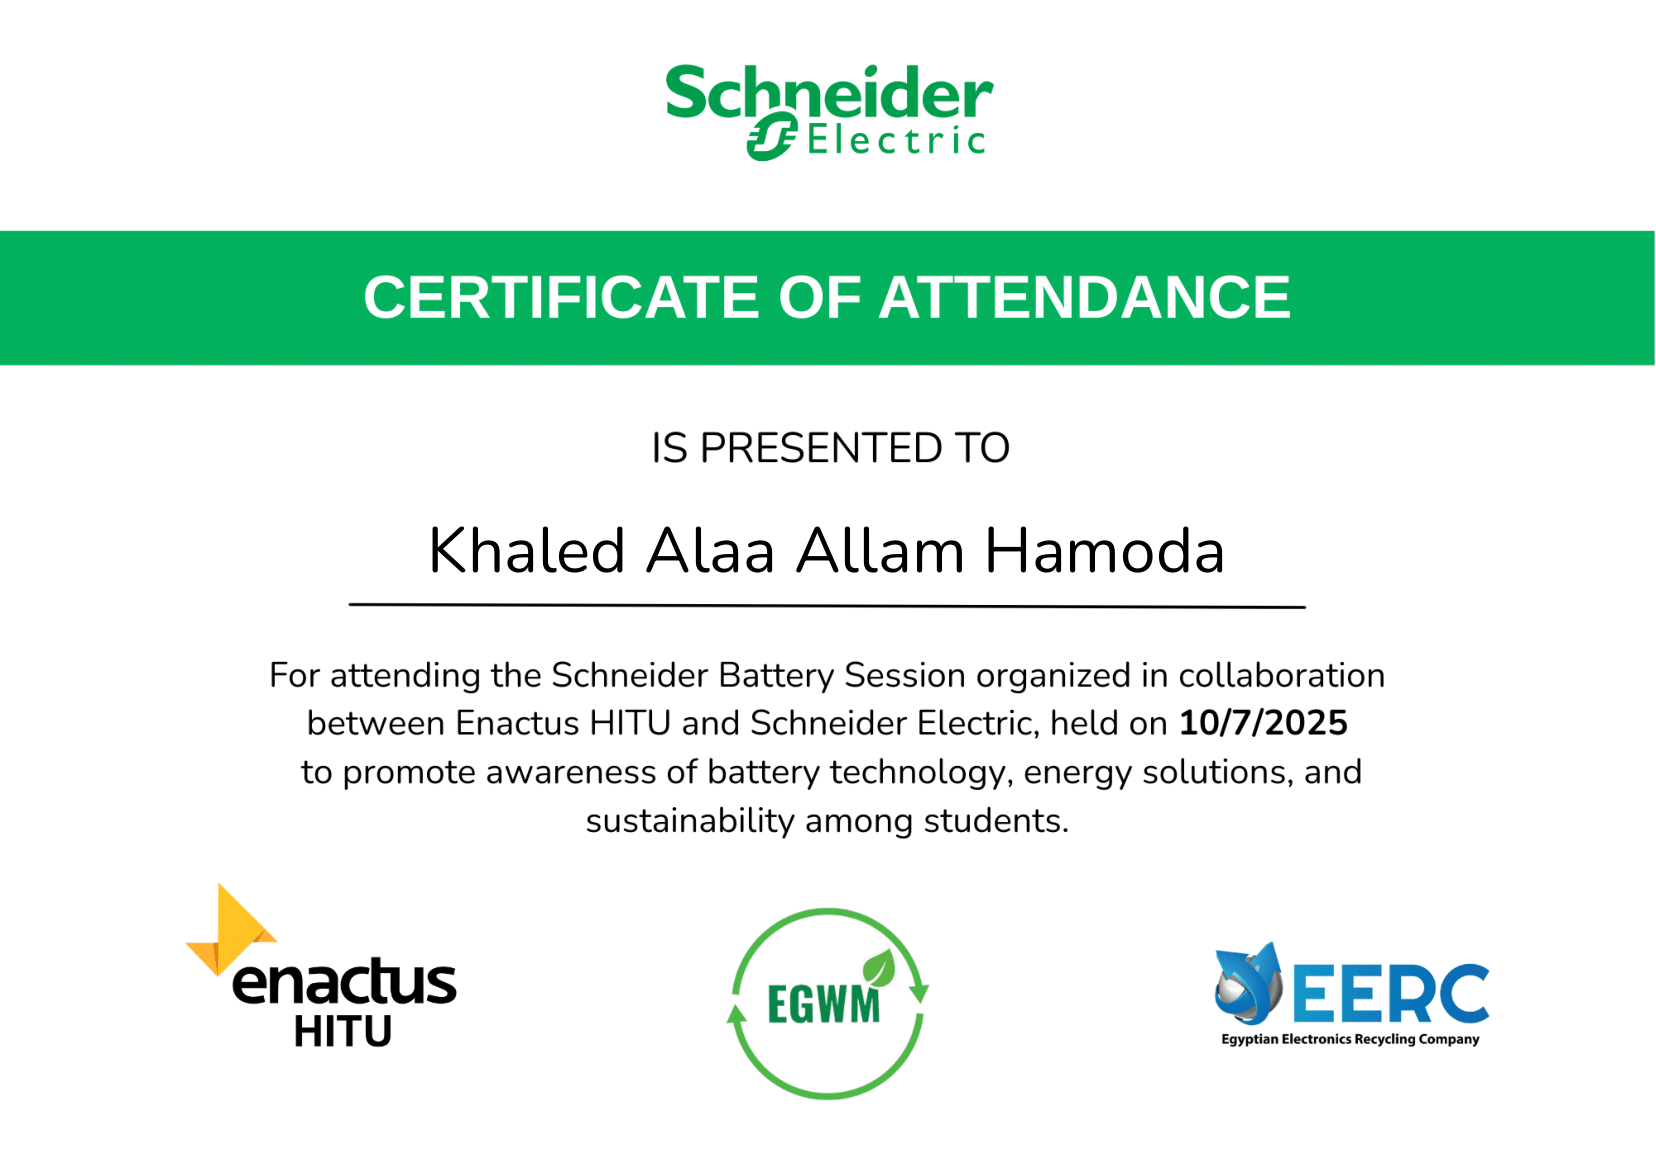 Schneider
Electric
CERTIFICATE OF ATTENDANCE
IS PRESENTED TO
Khaled Alaa Allam Hamoda
For attending the Schneider Battery Session organized in collaboration
between Enactus HITU and Schneider Electric, held on 10/7/2025
to promote awareness of battery technology, energy solutions, and
sustainability among students.
enactus
HITU
EGWM
EERC
Egyptian Electronics Recycling Company